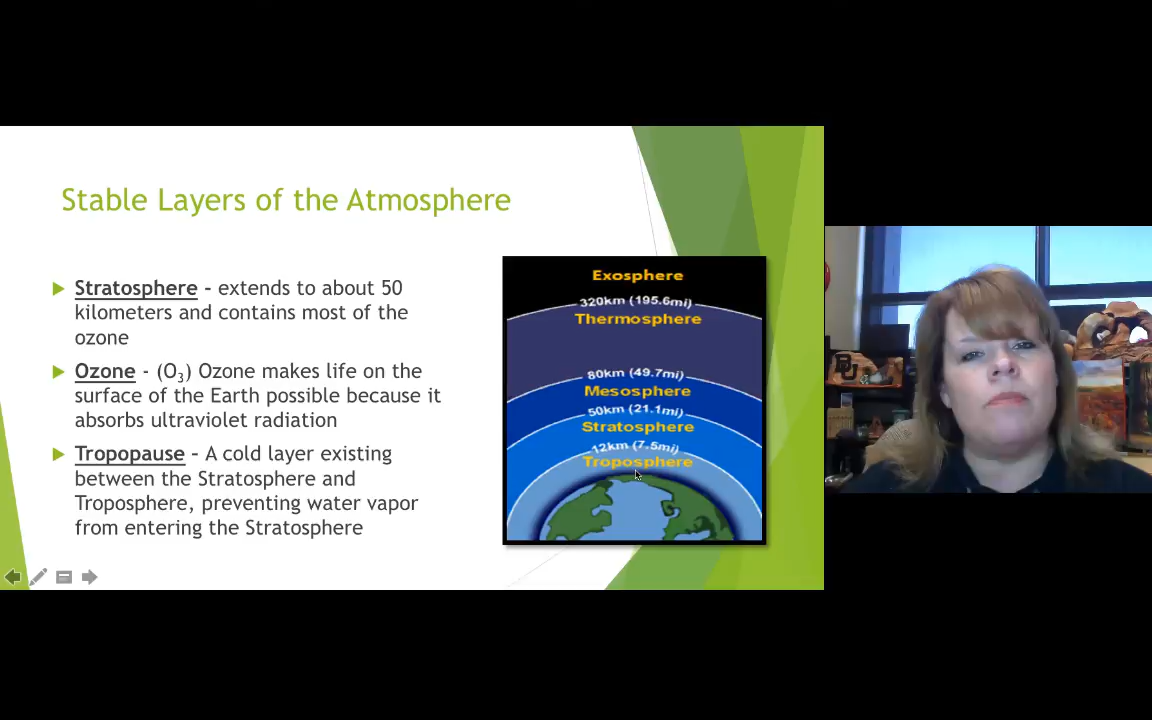 Stable Layers of the Atmosphere
Stratosphere - extends to about 50
kilometers and contains most of the
ozone
Ozone - (O3) Ozone makes life on the
surface of the Earth possible because it
absorbs ultraviolet radiation
Tropopause - A cold layer existing
between the Stratosphere and
Troposphere, preventing water vapor
from entering the Stratosphere
Exosphere
320km (195.6mi)
Thermosphere
80km (49.7mi)
Mesosphere
50km (21.1mi)
Stratosphere
12km (7.5mi)
Troposphere
BU